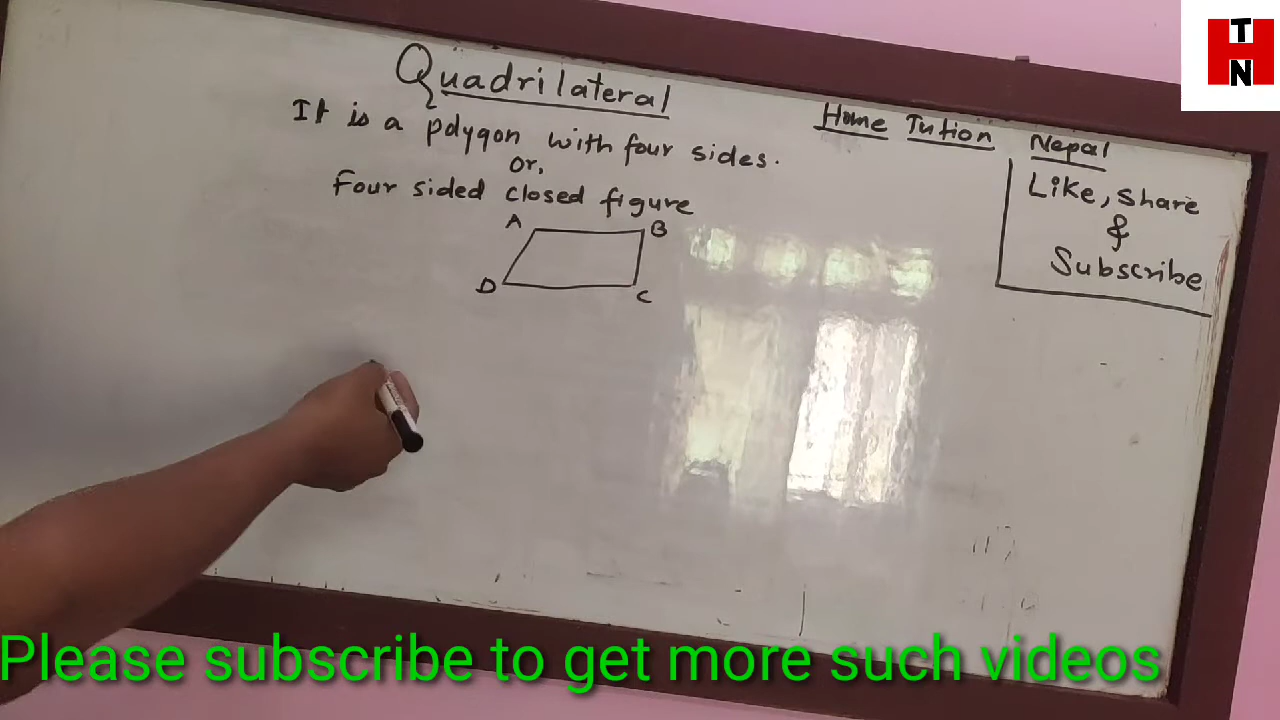 Quadrilateral
It is a polygon with four sides.
Or,
Four sided closed figure
A B
D C
Home Tution Nepal
Like, Share
&
Subscribe
T
N
Please subscribe to get more such videos